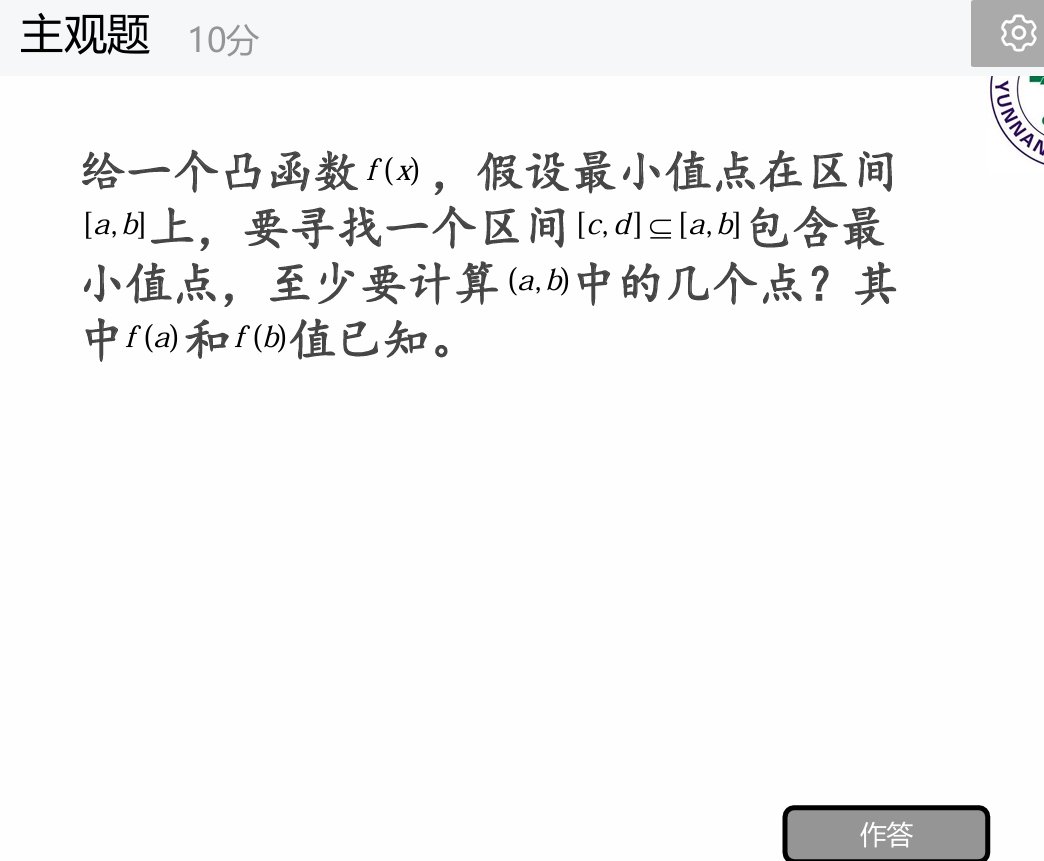 主观题 10分
YUNNAN
给一个凸函数 f(x)，假设最小值点在区间
[a,b]上，要寻找一个区间[c,d]⊆[a,b]包含最
小值点，至少要计算(a,b)中的几个点？其
中f(a)和f(b)值已知。
作答